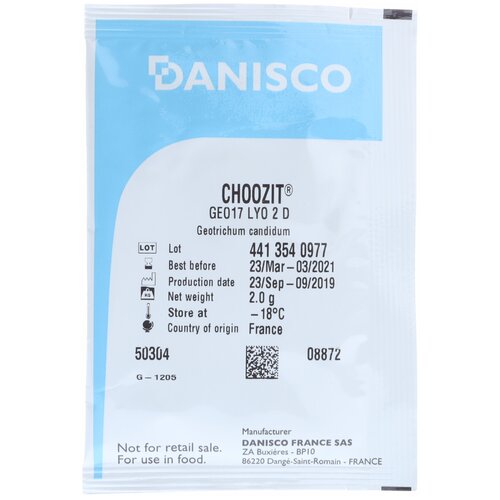 DANISCO
CHOOZIT®
GEO17 LYO 2 D
Geotrichum candidum
LOT Lot 441 354 0977
Best before 23/Mar – 03/2021
Production date 23/Sep – 09/2019
KG Net weight 2.0 g
Store at – 18°C
Country of origin France
50304 08872
G – 1205
Manufacturer
DANISCO FRANCE SAS
ZA Buxières – BP10
86220 Dangé-Saint-Romain – FRANCE
Not for retail sale.
For use in food.